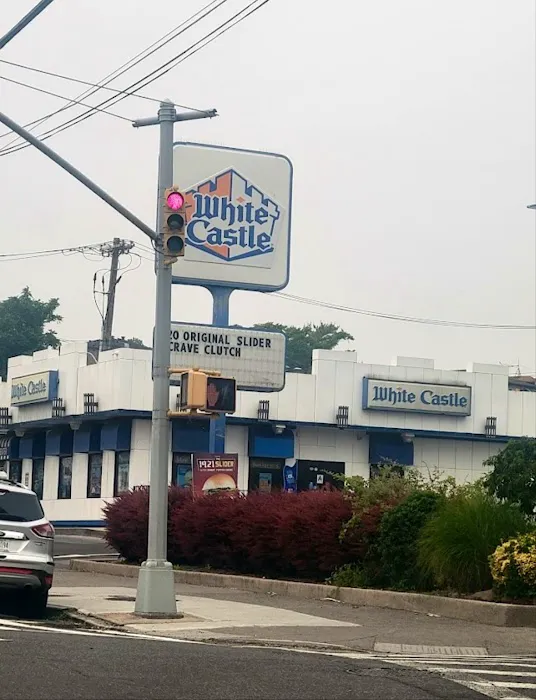 White
Castle
20 ORIGINAL SLIDER
CRAVE CLUTCH
White Castle
White Castle
1921 SLIDER